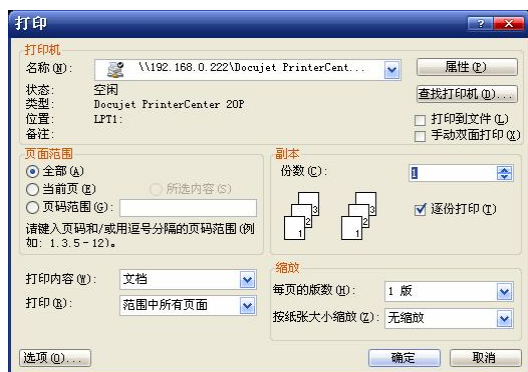 打印
打印机
名称(N): \\192.168.0.222\Docujet PrinterCent... 属性(P)
状态: 空闲 查找打印机(D)...
类型: Docujet PrinterCenter 20P
位置: LPT1: 打印到文件(L)
备注: 手动双面打印(X)
页面范围
全部(A)
当前页(E) 所选内容(S)
页码范围(G):
请键入页码和/或用逗号分隔的页码范围(例
如: 1.3.5-12)。
副本
份数(C): 1
1 2 3 1 2 3 逐份打印(T)
打印内容(W): 文档
打印(R): 范围中所有页面
缩放
每页的版数(H): 1 版
按纸张大小缩放(Z): 无缩放
选项(O)... 确定 取消